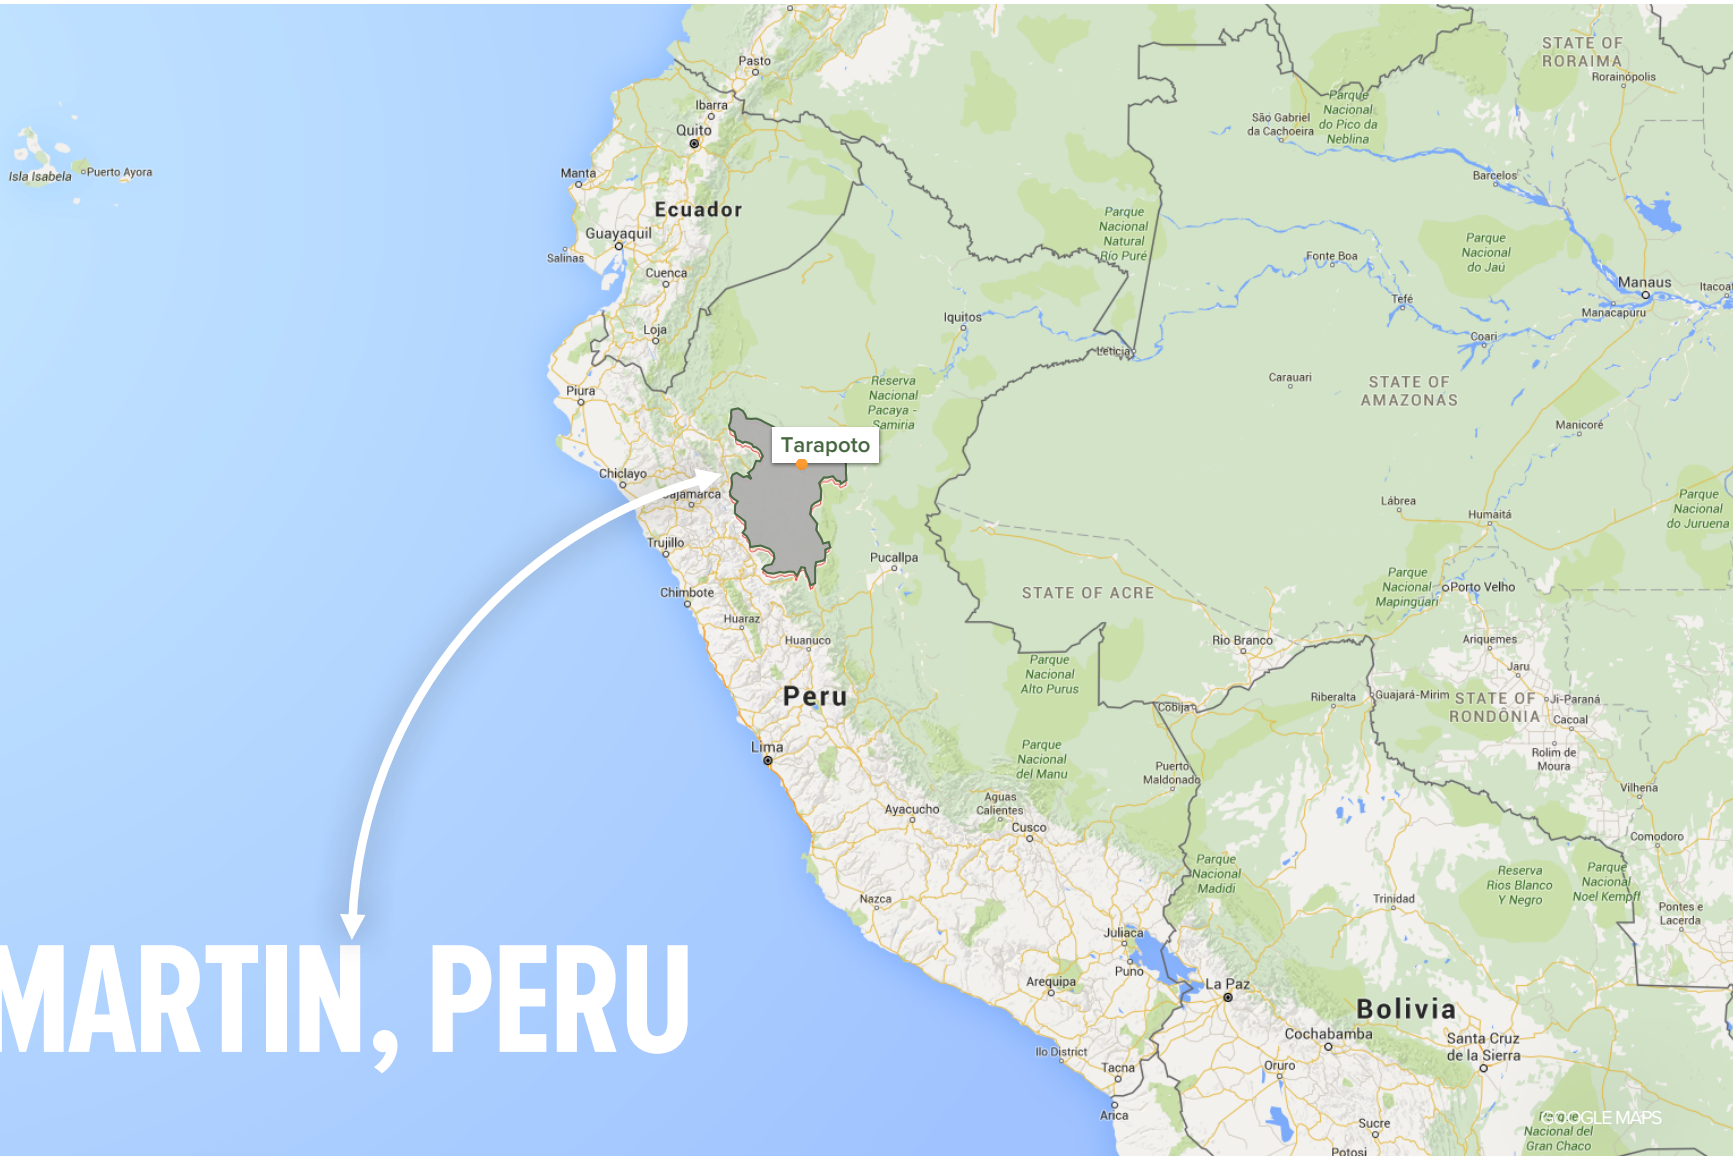 STATE OF
RORAIMA
Rorainópolis
Pasto
Parque
Nacional
do Pico da
Neblina
Ibarra
São Gabriel
da Cachoeira
Quito
Isla Isabela
Puerto Ayora
Manta
Barcelos
Ecuador
Parque
Nacional
Natural
Río Puré
Guayaquil
Parque
Nacional
do Jaú
Salinas
Fonte Boa
Cuenca
Manaus
Itacoat
Tefé
Manacapuru
Iquitos
Loja
Coari
Leticia
Carauari
STATE OF
AMAZONAS
Reserva
Nacional
Pacaya -
Samiria
Piura
Manicoré
Tarapoto
Chiclayo
ajamarca
Lábrea
Humaitá
Parque
Nacional
do Juruena
Trujillo
Pucallpa
Chimbote
STATE OF ACRE
Parque
Nacional
Mapinguari
Porto Velho
Huaraz
Huanuco
Rio Branco
Ariquemes
Jaru
Parque
Nacional
Alto Purus
Peru
Cobija
Riberalta
Guajará-Mirim
STATE OF
RONDÔNIA
Ji-Paraná
Cacoal
Lima
Parque
Nacional
del Manu
Rolim de
Moura
Puerto
Maldonado
Vilhena
Ayacucho
Aguas
Calientes
Cusco
Comodoro
Parque
Nacional
Madidi
Reserva
Rios Blanco
Y Negro
Parque
Nacional
Noel Kempff
Nazca
Trinidad
Pontes e
Lacerda
Juliaca
Puno
Arequipa
La Paz
MARTIN, PERU
Bolivia
Cochabamba
Santa Cruz
de la Sierra
Ilo District
Tacna
Oruro
Arica
Sucre
GOOGLE MAPS
Parque
Nacional del
Gran Chaco
Potosi